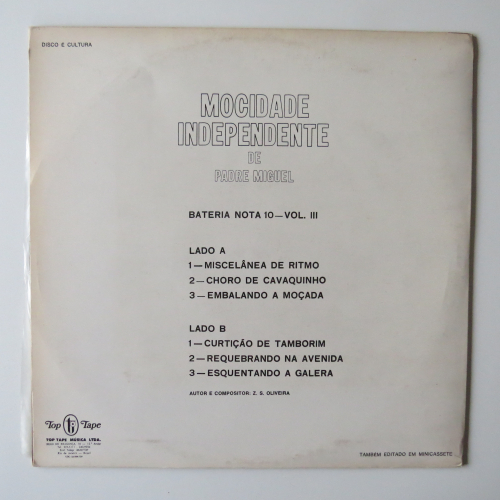 DISCO E CULTURA
MOCIDADE
INDEPENDENTE
DE
PADRE MIGUEL
BATERIA NOTA 10—VOL. III
LADO A
1—MISCELÂNEA DE RITMO
2—CHORO DE CAVAQUINHO
3—EMBALANDO A MOÇADA
LADO B
1—CURTIÇÃO DE TAMBORIM
2—REQUEBRANDO NA AVENIDA
3—ESQUENTANDO A GALERA
AUTOR E COMPOSITOR: Z. S. OLIVEIRA
Top Tape
TOP TAPE MÚSICA LTDA.
TAMBÉM EDITADO EM MINICASSETE